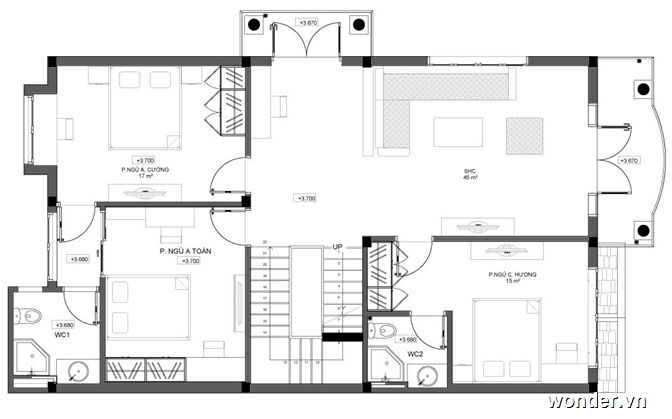 +3.670
P.NGỦ A. CƯỜNG
+3.700
17 m²
SHC
45 m²
+3.670
+3.700
P. NGỦ A TOÀN
+3.700
+3.680
UP
P.NGỦ C. HƯƠNG
15 m²
+3.680
WC1
+3.680
WC2
wonder.vn